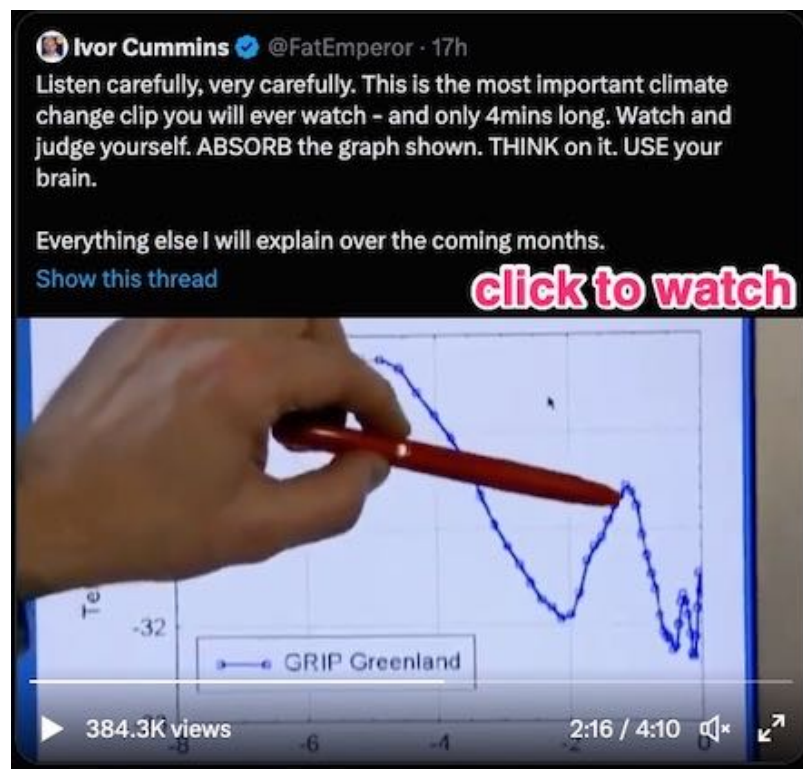 Ivor Cummins @FatEmperor · 17h
Listen carefully, very carefully. This is the most important climate
change clip you will ever watch - and only 4mins long. Watch and
judge yourself. ABSORB the graph shown. THINK on it. USE your
brain.
Everything else I will explain over the coming months.
Show this thread
click to watch
Te
-32
GRIP Greenland
384.3K views
2:16 / 4:10
-8 -6 -4 -2 0